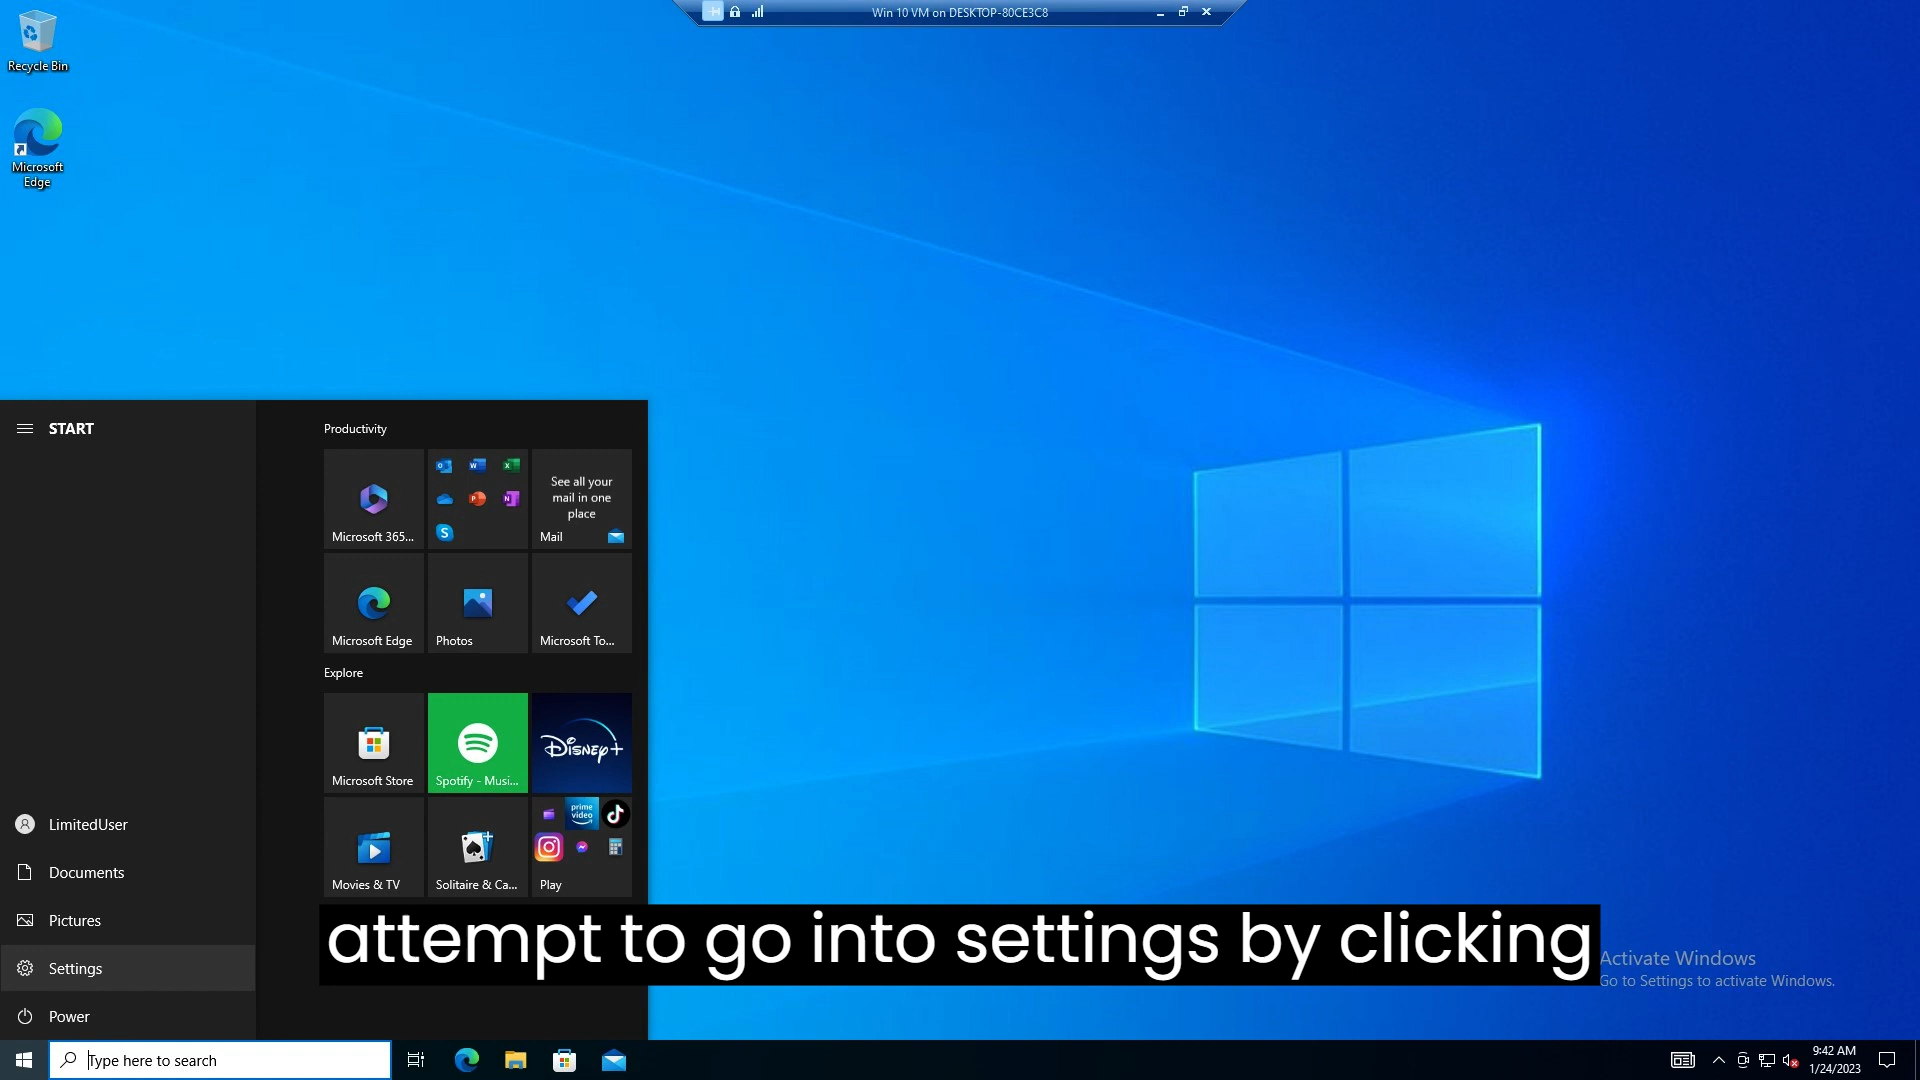 Win 10 VM on DESKTOP-80CE3C8
Recycle Bin
Microsoft
Edge
START
Productivity
Microsoft 365...
See all your
mail in one
place
Mail
Microsoft Edge
Photos
Microsoft To...
Explore
Microsoft Store
Spotify - Musi...
Disney+
Movies & TV
Solitaire & Ca...
prime
video
Play
LimitedUser
Documents
Pictures
Settings
Power
attempt to go into settings by clicking
Activate Windows
Go to Settings to activate Windows.
Type here to search
9:42 AM
1/24/2023